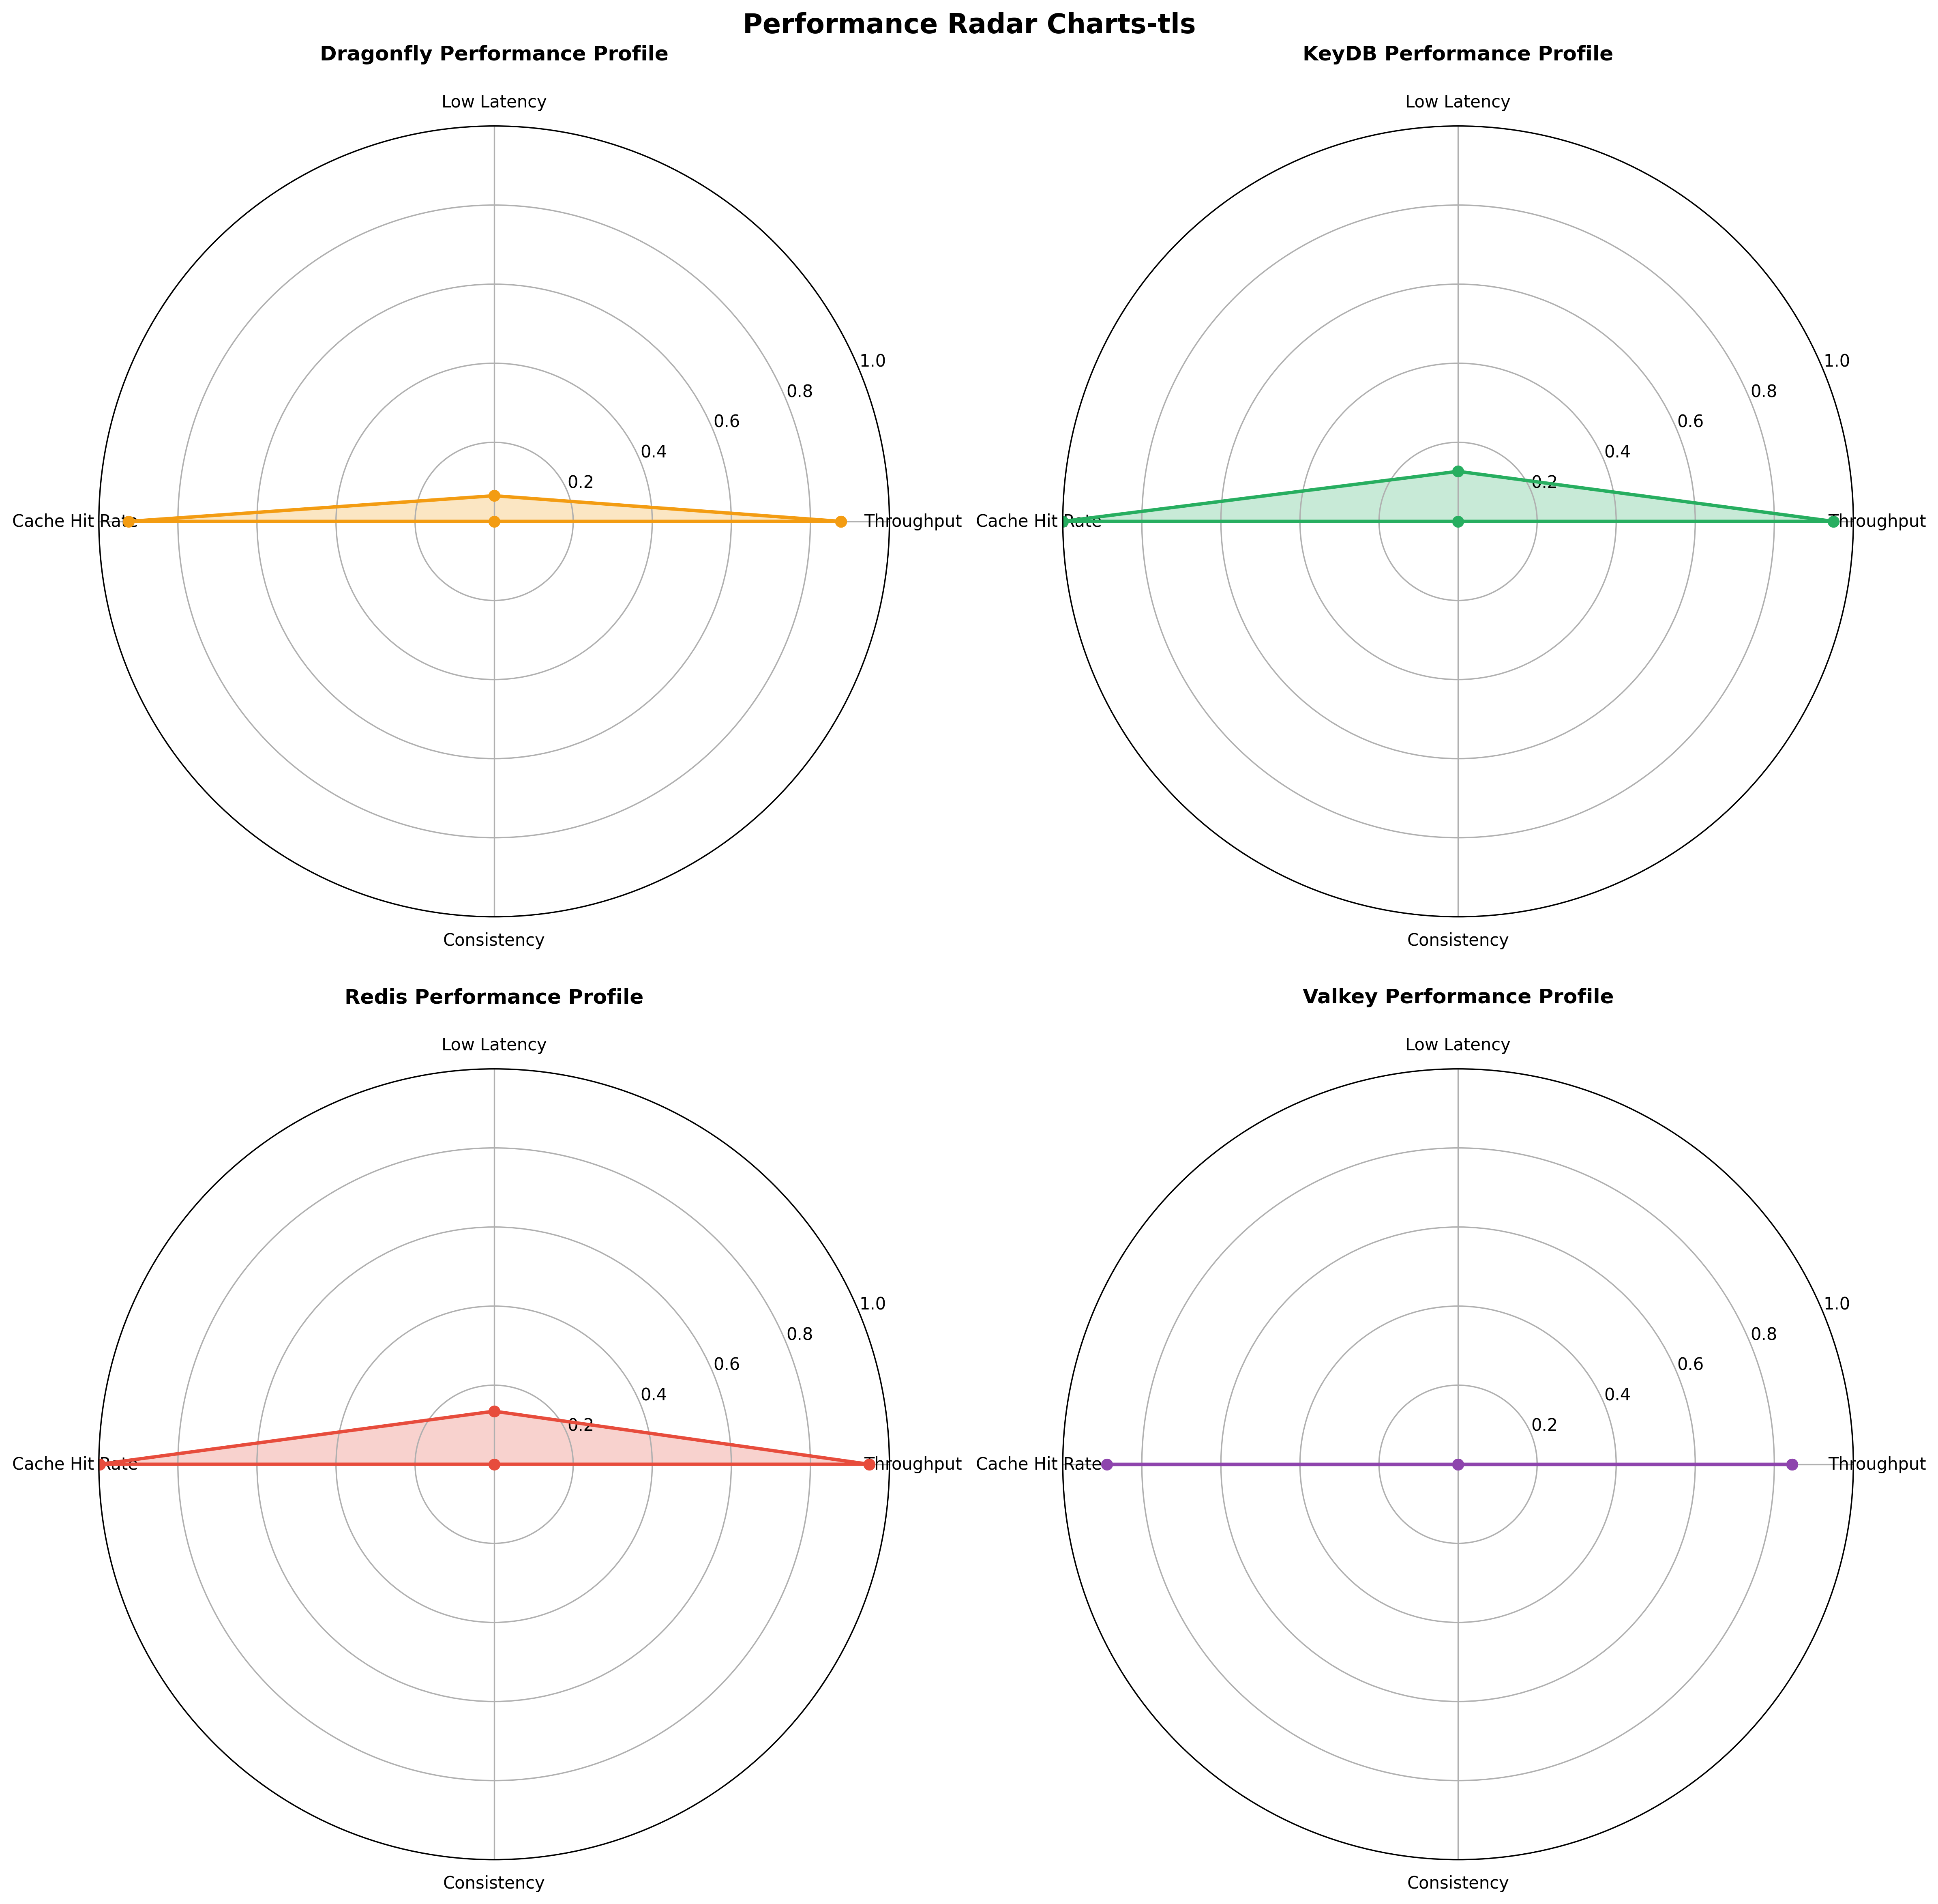 Performance Radar Charts-tls
Dragonfly Performance Profile
Low Latency
1.0
0.8
0.6
0.4
0.2
Cache Hit Rate
Throughput
Consistency
KeyDB Performance Profile
Low Latency
1.0
0.8
0.6
0.4
0.2
Cache Hit Rate
Throughput
Consistency
Redis Performance Profile
Low Latency
1.0
0.8
0.6
0.4
0.2
Cache Hit Rate
Throughput
Consistency
Valkey Performance Profile
Low Latency
1.0
0.8
0.6
0.4
0.2
Cache Hit Rate
Throughput
Consistency